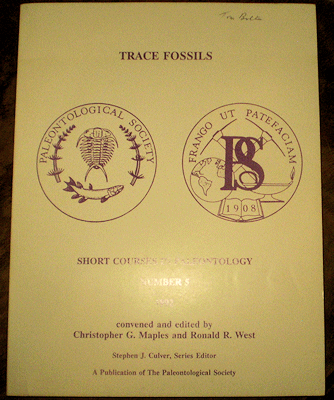 TRACE FOSSILS
PALEONTOLOGICAL SOCIETY
FRANGO UT PATEFACIAM
PS
1908
SHORT COURSES IN PALEONTOLOGY
NUMBER 5
convened and edited by
Christopher G. Maples and Ronald R. West
Stephen J. Culver, Series Editor
A Publication of The Paleontological Society